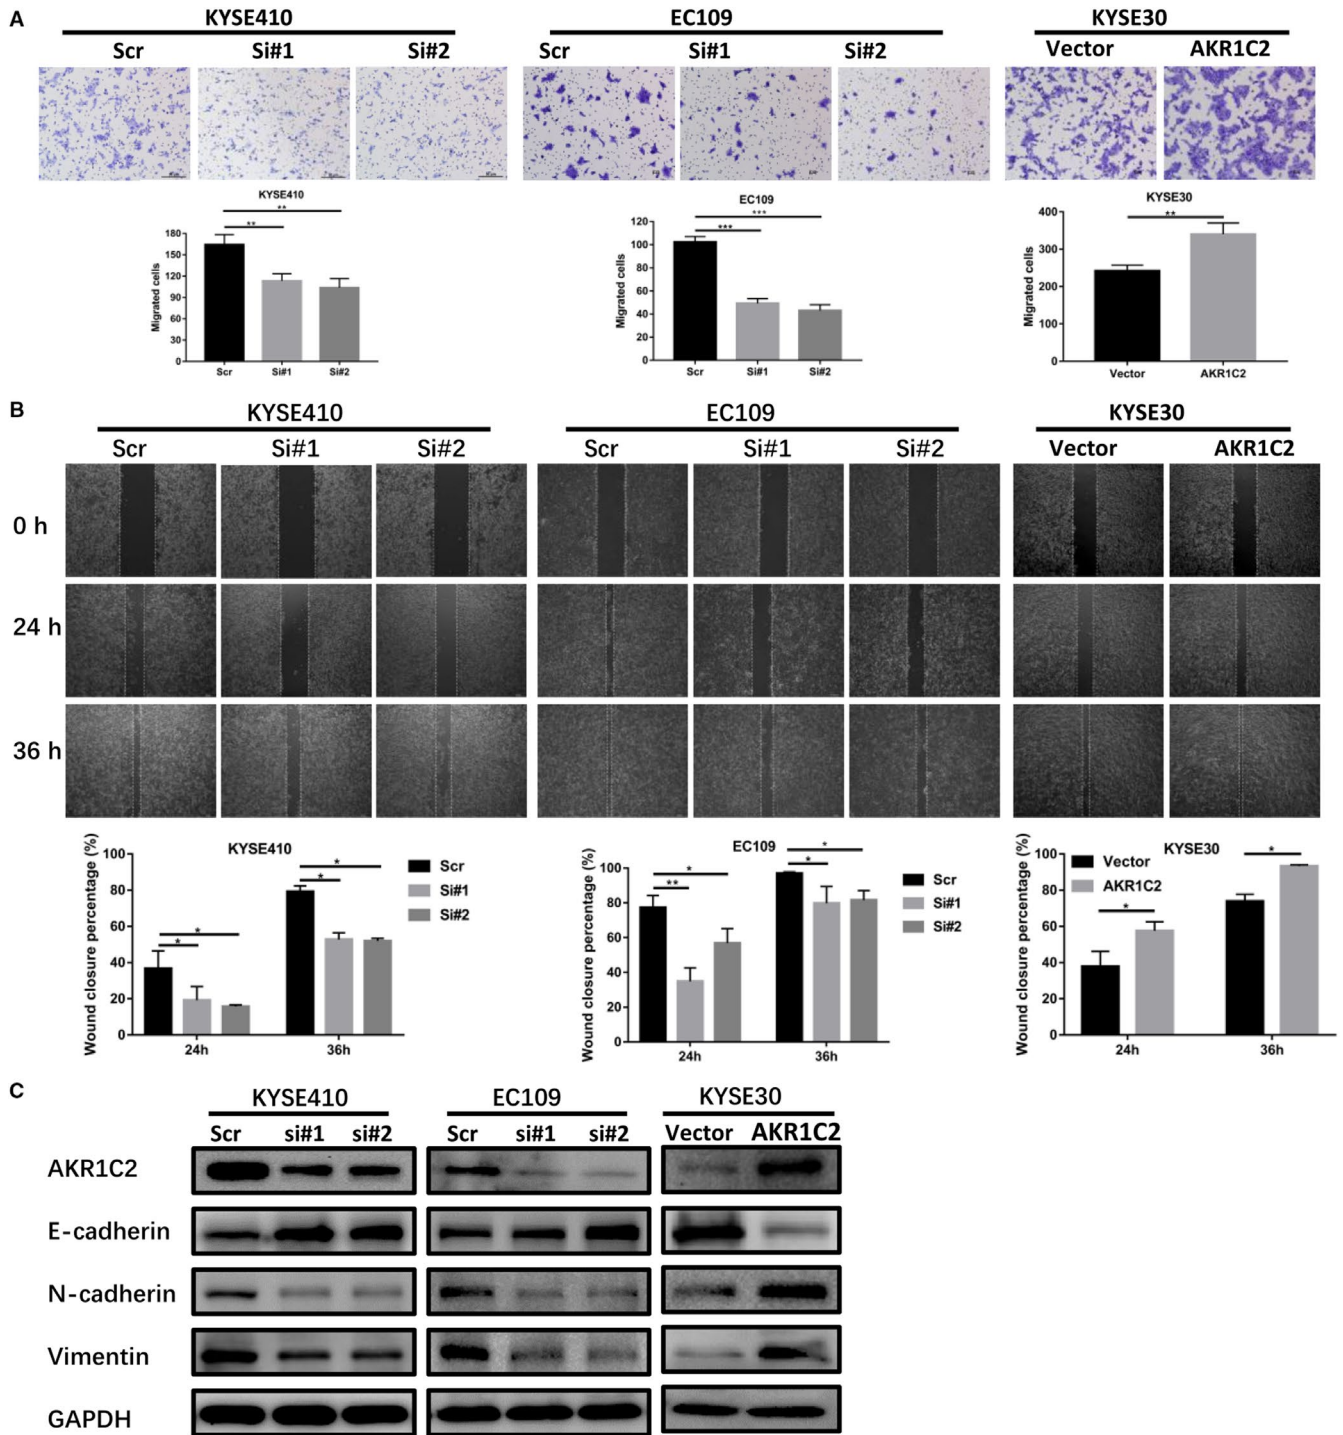 A
KYSE410 EC109 KYSE30
Scr Si#1 Si#2 Scr Si#1 Si#2 Vector AKR1C2
KYSE410
** 
**
Migrated cells
180
150
120
90
60
30
0
Scr Si#1 Si#2
EC109
***
***
Migrated cells
120
100
80
60
40
20
0
Scr Si#1 Si#2
KYSE30
**
Migrated cells
400
300
200
100
0
Vector AKR1C2
B
KYSE410 EC109 KYSE30
Scr Si#1 Si#2 Scr Si#1 Si#2 Vector AKR1C2
0 h
24 h
36 h
KYSE410
Wound closure percentage (%)
100
80
60
40
20
0
*
*
*
*
24h 36h
Scr
Si#1
Si#2
EC109
Wound closure percentage (%)
100
80
60
40
20
0
*
**
*
*
24h 36h
Scr
Si#1
Si#2
KYSE30
Wound closure percentage (%)
100
80
60
40
20
0
*
*
24h 36h
Vector
AKR1C2
C
KYSE410 EC109 KYSE30
Scr si#1 si#2 Scr si#1 si#2 Vector AKR1C2
AKR1C2
E-cadherin
N-cadherin
Vimentin
GAPDH